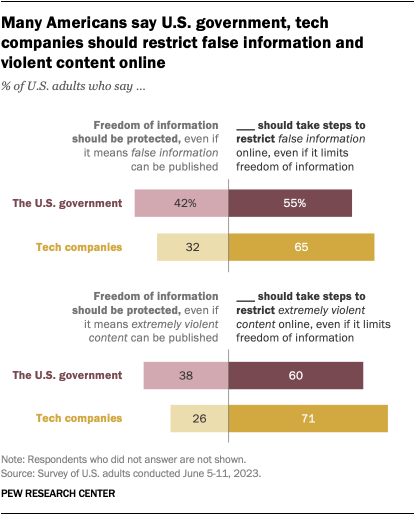 Many Americans say U.S. government, tech
companies should restrict false information and
violent content online
% of U.S. adults who say ...
Freedom of information
should be protected, even if
it means false information
can be published
___ should take steps to
restrict false information
online, even if it limits
freedom of information
The U.S. government 42% 55%
Tech companies 32 65
Freedom of information
should be protected, even if
it means extremely violent
content can be published
___ should take steps to
restrict extremely violent
content online, even if it limits
freedom of information
The U.S. government 38 60
Tech companies 26 71
Note: Respondents who did not answer are not shown.
Source: Survey of U.S. adults conducted June 5-11, 2023.
PEW RESEARCH CENTER